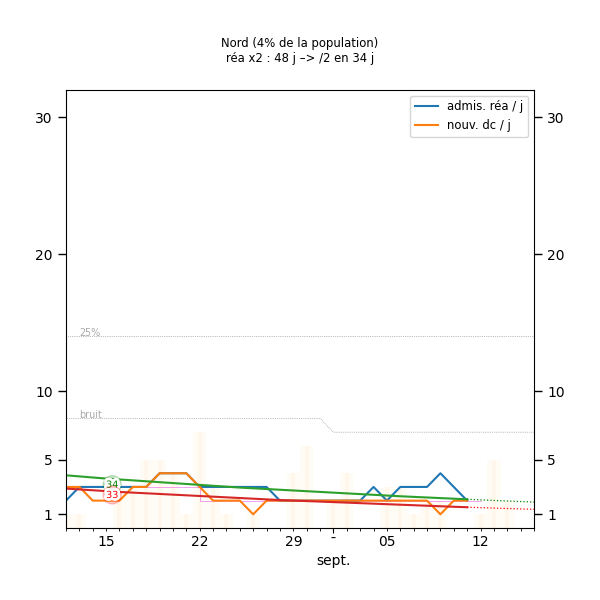 Nord (4% de la population)
réa x2 : 48 j –> /2 en 34 j
admis. réa / j
nouv. dc / j
30 30
20 20
25%
10 10
bruit
5 5
34
33
1 1
15 22 29 - 05 12
sept.